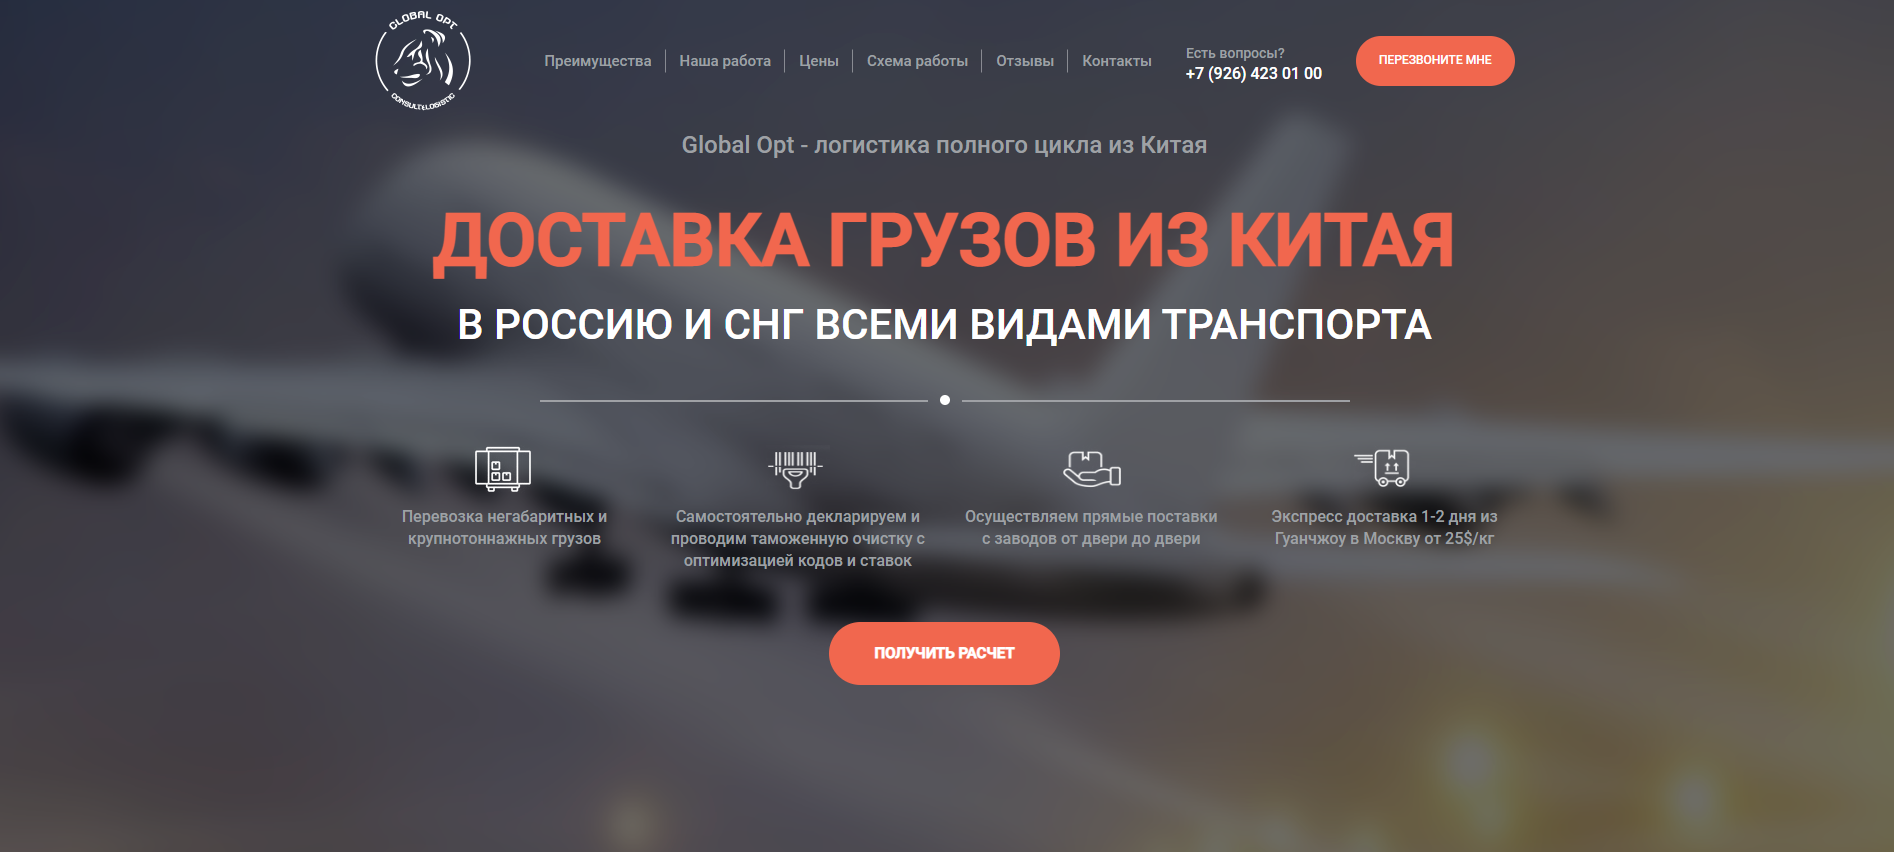 GLOBAL OPT
CONSULT&LOGISTIC
Преимущества
Наша работа
Цены
Схема работы
Отзывы
Контакты
Есть вопросы?
+7 (926) 423 01 00
ПЕРЕЗВОНИТЕ МНЕ
Global Opt - логистика полного цикла из Китая
ДОСТАВКА ГРУЗОВ ИЗ КИТАЯ
В РОССИЮ И СНГ ВСЕМИ ВИДАМИ ТРАНСПОРТА
Перевозка негабаритных и
крупнотоннажных грузов
Самостоятельно декларируем и
проводим таможенную очистку с
оптимизацией кодов и ставок
Осуществляем прямые поставки
с заводов от двери до двери
Экспресс доставка 1-2 дня из
Гуанчжоу в Москву от 25$/кг
ПОЛУЧИТЬ РАСЧЕТ